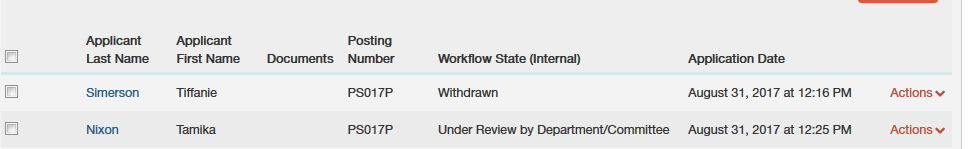 Applicant Applicant Posting
Last Name First Name Documents Number Workflow State (Internal) Application Date
Simerson Tiffanie PS017P Withdrawn August 31, 2017 at 12:16 PM Actions
Nixon Tamika PS017P Under Review by Department/Committee August 31, 2017 at 12:25 PM Actions